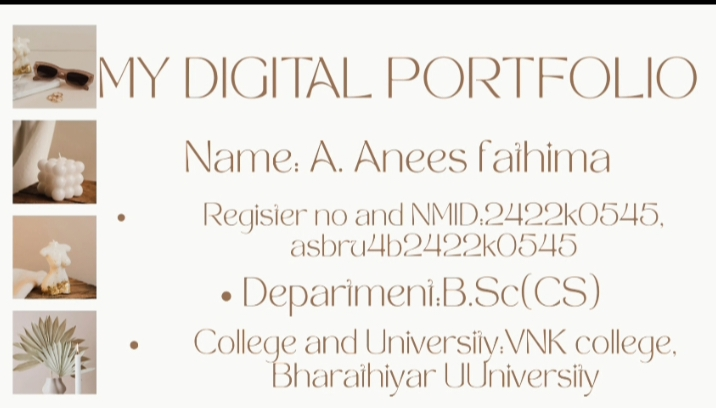 MY DIGITAL PORTFOLIO
Name: A. Anees fathima
• Register no and NMID:2422k0545,
asbru4b2422k0545
• Department:B.Sc(CS)
• College and University:VNK college,
Bharathiyar UUniversity